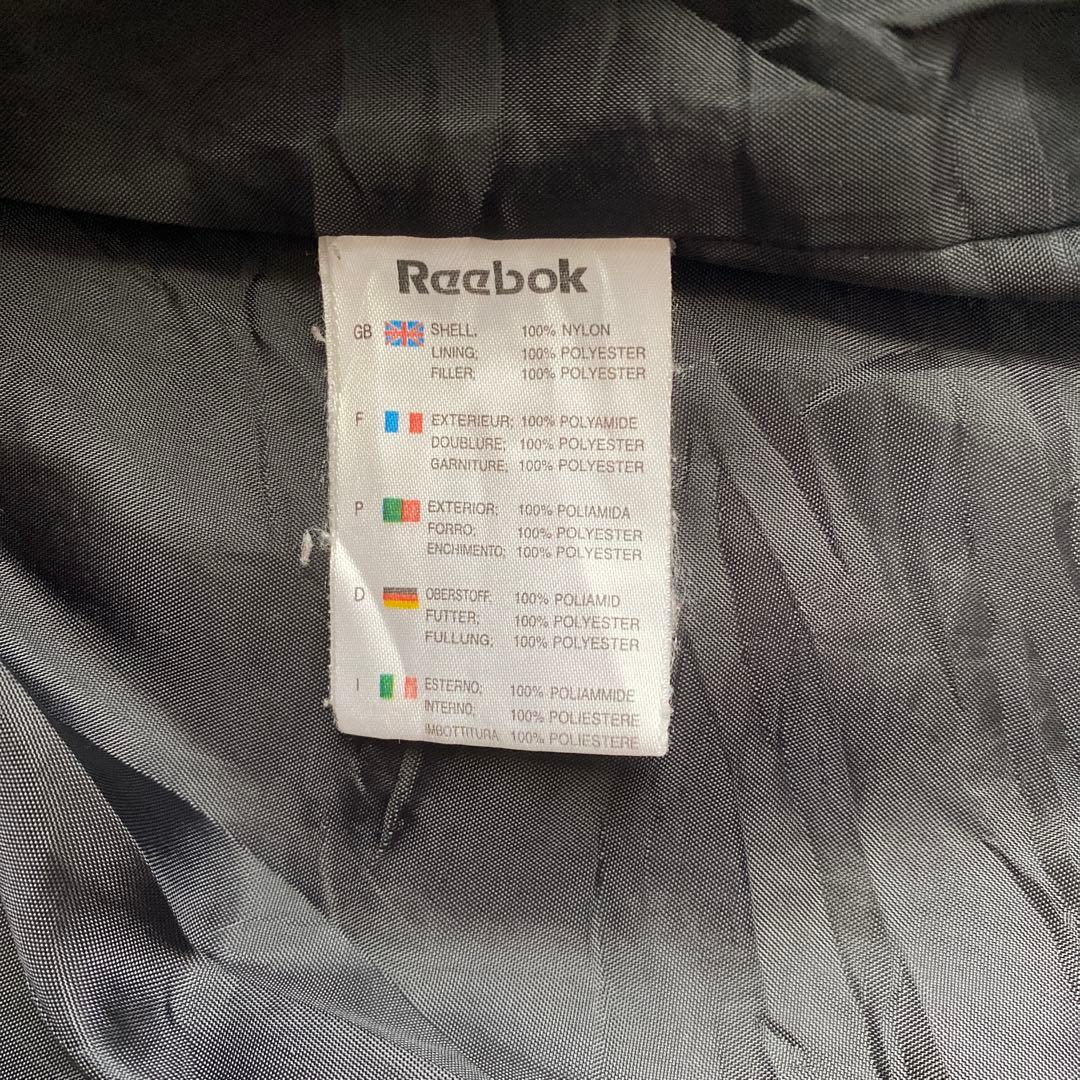 Reebok
GB SHELL, 100% NYLON
LINING; 100% POLYESTER
FILLER; 100% POLYESTER
F EXTERIEUR; 100% POLYAMIDE
DOUBLURE; 100% POLYESTER
GARNITURE; 100% POLYESTER
P EXTERIOR; 100% POLIAMIDA
FORRO; 100% POLYESTER
ENCHIMENTO; 100% POLYESTER
D OBERSTOFF; 100% POLIAMID
FUTTER; 100% POLYESTER
FULLUNG; 100% POLYESTER
I ESTERNO; 100% POLIAMMIDE
INTERNO; 100% POLIESTERE
IMBOTTITURA 100% POLIESTERE